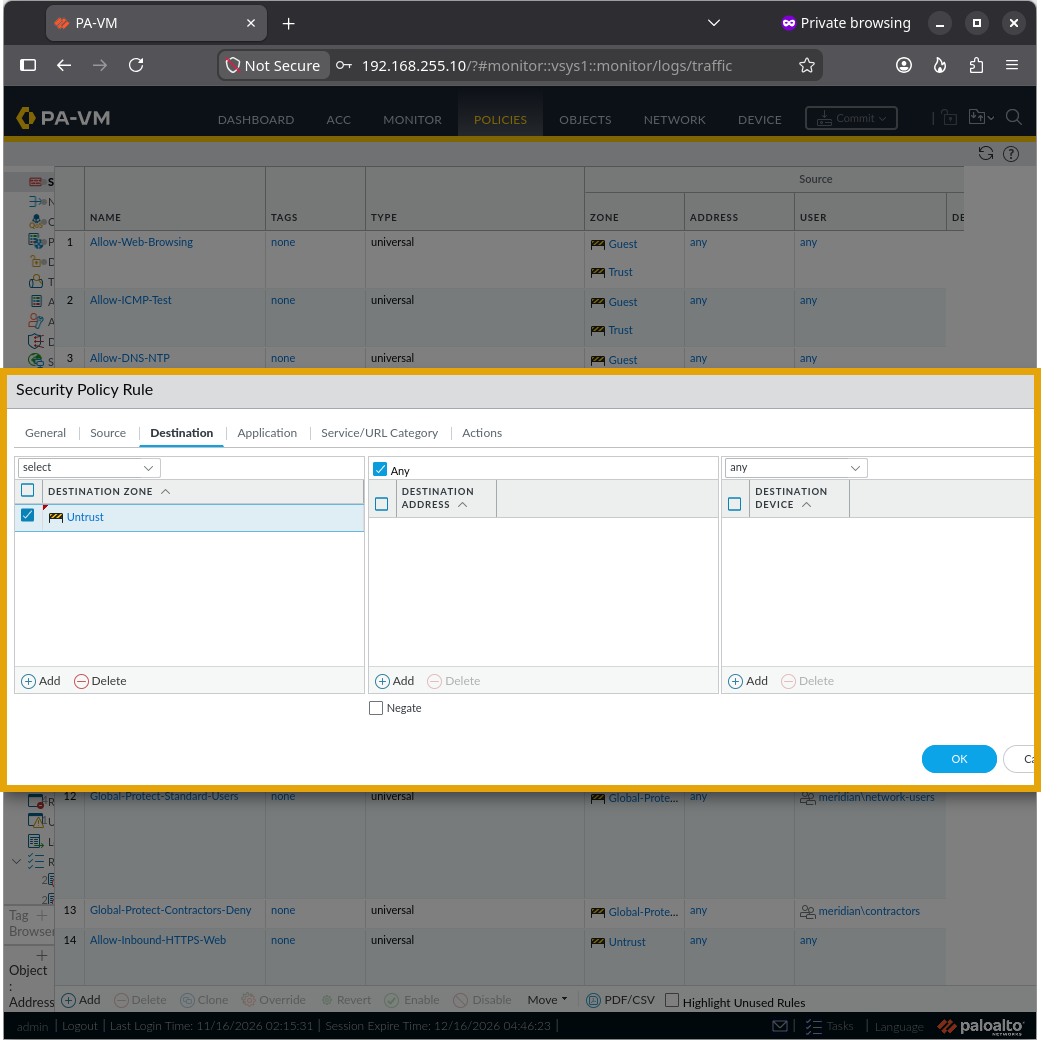 PA-VM
Private browsing
Not Secure
192.168.255.10/?#monitor::vsys1::monitor/logs/traffic
PA-VM
DASHBOARD ACC MONITOR POLICIES OBJECTS NETWORK DEVICE Commit
Source
NAME TAGS TYPE ZONE ADDRESS USER DE
1 Allow-Web-Browsing none universal Guest any any
Trust
2 Allow-ICMP-Test none universal Guest any any
Trust
3 Allow-DNS-NTP none universal Guest any any
Security Policy Rule
General Source Destination Application Service/URL Category Actions
select Any any
DESTINATION ZONE DESTINATION ADDRESS DESTINATION DEVICE
Untrust
Add Delete Add Delete Add Delete
Negate
OK Ca
12 Global-Protect-Standard-Users none universal Global-Prote... any meridian\network-users
13 Global-Protect-Contractors-Deny none universal Global-Prote... any meridian\contractors
14 Allow-Inbound-HTTPS-Web none universal Untrust any any
Tag
Browser
Object
:
Address
Add Delete Clone Override Revert Enable Disable Move PDF/CSV Highlight Unused Rules
admin | Logout | Last Login Time: 11/16/2026 02:15:31 | Session Expire Time: 12/16/2026 04:46:23 | Tasks | Language paloalto
NETWORKS